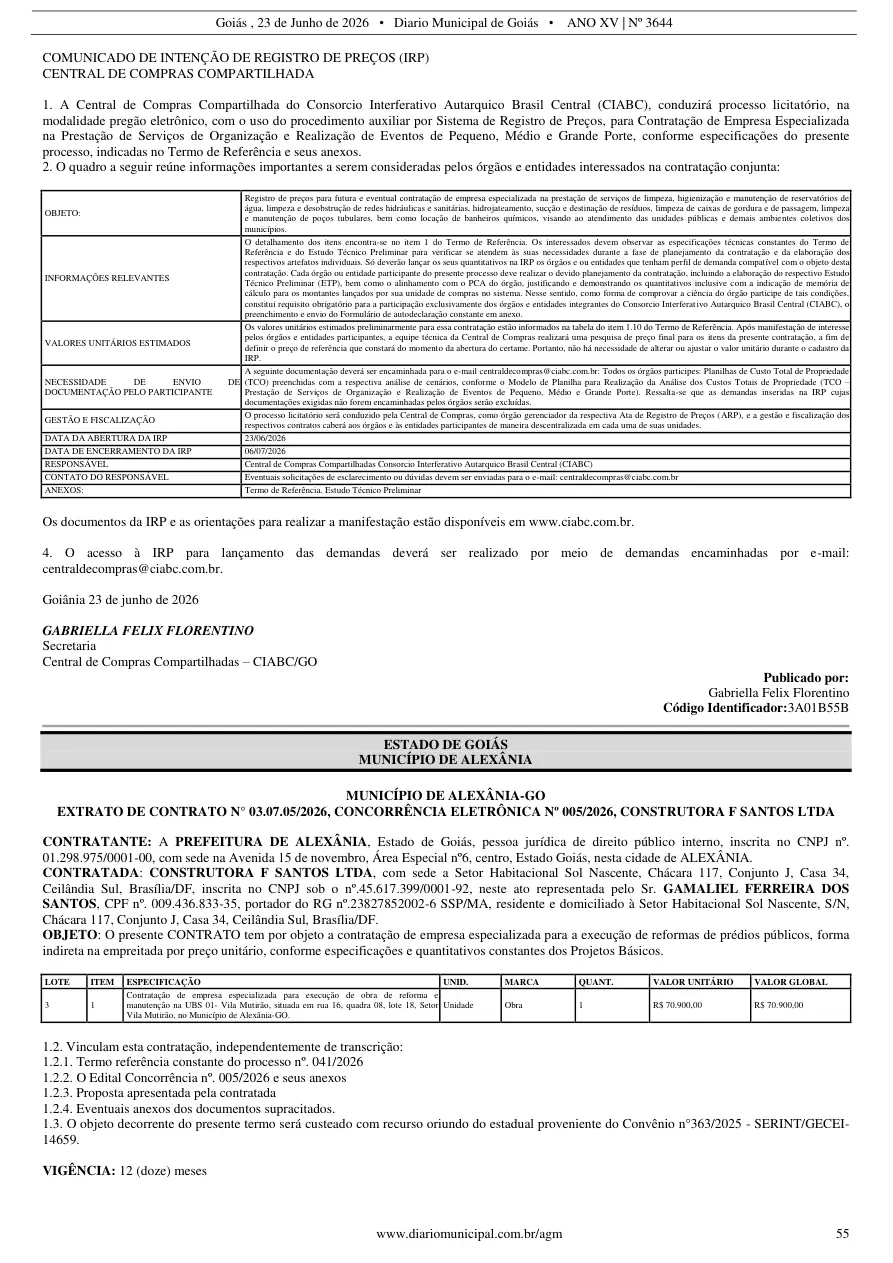 Goiás , 23 de Junho de 2026 • Diario Municipal de Goiás • ANO XV | Nº 3644
COMUNICADO DE INTENÇÃO DE REGISTRO DE PREÇOS (IRP)
CENTRAL DE COMPRAS COMPARTILHADA
1. A Central de Compras Compartilhada do Consorcio Interferativo Autarquico Brasil Central (CIABC), conduzirá processo licitatório, na
modalidade pregão eletrônico, com o uso do procedimento auxiliar por Sistema de Registro de Preços, para Contratação de Empresa Especializada
na Prestação de Serviços de Organização e Realização de Eventos de Pequeno, Médio e Grande Porte, conforme especificações do presente
processo, indicadas no Termo de Referência e seus anexos.
2. O quadro a seguir reúne informações importantes a serem consideradas pelos órgãos e entidades interessados na contratação conjunta:
OBJETO:
Registro de preços para futura e eventual contratação de empresa especializada na prestação de serviços de limpeza, higienização e manutenção de reservatórios de
água, limpeza e desobstrução de redes hidráulicas e sanitárias, hidrojateamento, sucção e destinação de resíduos, limpeza de caixas de gordura e de passagem, limpeza
e manutenção de poços tubulares, bem como locação de banheiros químicos, visando ao atendimento das unidades públicas e demais ambientes coletivos dos
municípios.
INFORMAÇÕES RELEVANTES
O detalhamento dos itens encontra-se no item 1 do Termo de Referência. Os interessados devem observar as especificações técnicas constantes do Termo de
Referência e do Estudo Técnico Preliminar para verificar se atendem às suas necessidades durante a fase de planejamento da contratação e da elaboração dos
respectivos artefatos individuais. Só deverão lançar os seus quantitativos na IRP os órgãos e ou entidades que tenham perfil de demanda compatível com o objeto desta
contratação. Cada órgão ou entidade participante do presente processo deve realizar o devido planejamento da contratação, incluindo a elaboração do respectivo Estudo
Técnico Preliminar (ETP), bem como o alinhamento com o PCA do órgão, justificando e demonstrando os quantitativos inclusive com a indicação de memória de
cálculo para os montantes lançados por sua unidade de compras no sistema. Nesse sentido, como forma de comprovar a ciência do órgão participe de tais condições,
constitui requisito obrigatório para a participação exclusivamente dos órgãos e entidades integrantes do Consorcio Interferativo Autarquico Brasil Central (CIABC), o
preenchimento e envio do Formulário de autodeclaração constante em anexo.
VALORES UNITÁRIOS ESTIMADOS
Os valores unitários estimados preliminarmente para essa contratação estão informados na tabela do item 1.10 do Termo de Referência. Após manifestação de interesse
pelos órgãos e entidades participantes, a equipe técnica da Central de Compras realizará uma pesquisa de preço final para os itens da presente contratação, a fim de
definir o preço de referência que constará do momento da abertura do certame. Portanto, não há necessidade de alterar ou ajustar o valor unitário durante o cadastro da
IRP.
NECESSIDADE DE ENVIO DE
DOCUMENTAÇÃO PELO PARTICIPANTE
A seguinte documentação deverá ser encaminhada para o e-mail centraldecompras@ciabc.com.br: Todos os órgãos partícipes: Planilhas de Custo Total de Propriedade
(TCO) preenchidas com a respectiva análise de cenários, conforme o Modelo de Planilha para Realização da Análise dos Custos Totais de Propriedade (TCO –
Prestação de Serviços de Organização e Realização de Eventos de Pequeno, Médio e Grande Porte). Ressalta-se que as demandas inseridas na IRP cujas
documentações exigidas não forem encaminhadas pelos órgãos serão excluídas.
GESTÃO E FISCALIZAÇÃO
O processo licitatório será conduzido pela Central de Compras, como órgão gerenciador da respectiva Ata de Registro de Preços (ARP), e a gestão e fiscalização dos
respectivos contratos caberá aos órgãos e às entidades participantes de maneira descentralizada em cada uma de suas unidades.
DATA DA ABERTURA DA IRP 23/06/2026
DATA DE ENCERRAMENTO DA IRP 06/07/2026
RESPONSÁVEL Central de Compras Compartilhadas Consorcio Interferativo Autarquico Brasil Central (CIABC)
CONTATO DO RESPONSÁVEL Eventuais solicitações de esclarecimento ou dúvidas devem ser enviadas para o e-mail: centraldecompras@ciabc.com.br
ANEXOS: Termo de Referência. Estudo Técnico Preliminar
Os documentos da IRP e as orientações para realizar a manifestação estão disponíveis em www.ciabc.com.br.
4. O acesso à IRP para lançamento das demandas deverá ser realizado por meio de demandas encaminhadas por e-mail:
centraldecompras@ciabc.com.br.
Goiânia 23 de junho de 2026
GABRIELLA FELIX FLORENTINO
Secretaria
Central de Compras Compartilhadas – CIABC/GO
Publicado por:
Gabriella Felix Florentino
Código Identificador:3A01B55B
ESTADO DE GOIÁS
MUNICÍPIO DE ALEXÂNIA
MUNICÍPIO DE ALEXÂNIA-GO
EXTRATO DE CONTRATO N° 03.07.05/2026, CONCORRÊNCIA ELETRÔNICA Nº 005/2026, CONSTRUTORA F SANTOS LTDA
CONTRATANTE: A PREFEITURA DE ALEXÂNIA, Estado de Goiás, pessoa jurídica de direito público interno, inscrita no CNPJ nº.
01.298.975/0001-00, com sede na Avenida 15 de novembro, Área Especial nº6, centro, Estado Goiás, nesta cidade de ALEXÂNIA.
CONTRATADA: CONSTRUTORA F SANTOS LTDA, com sede a Setor Habitacional Sol Nascente, Chácara 117, Conjunto J, Casa 34,
Ceilândia Sul, Brasília/DF, inscrita no CNPJ sob o nº.45.617.399/0001-92, neste ato representada pelo Sr. GAMALIEL FERREIRA DOS
SANTOS, CPF nº. 009.436.833-35, portador do RG nº.23827852002-6 SSP/MA, residente e domiciliado à Setor Habitacional Sol Nascente, S/N,
Chácara 117, Conjunto J, Casa 34, Ceilândia Sul, Brasília/DF.
OBJETO: O presente CONTRATO tem por objeto a contratação de empresa especializada para a execução de reformas de prédios públicos, forma
indireta na empreitada por preço unitário, conforme especificações e quantitativos constantes dos Projetos Básicos.
LOTE ITEM ESPECIFICAÇÃO UNID. MARCA QUANT. VALOR UNITÁRIO VALOR GLOBAL
3 1 Contratação de empresa especializada para execução de obra de reforma e
manutenção na UBS 01- Vila Mutirão, situada em rua 16, quadra 08, lote 18, Setor
Vila Mutirão, no Município de Alexânia-GO.
Unidade Obra 1 R$ 70.900,00 R$ 70.900,00
1.2. Vinculam esta contratação, independentemente de transcrição:
1.2.1. Termo referência constante do processo nº. 041/2026
1.2.2. O Edital Concorrência nº. 005/2026 e seus anexos
1.2.3. Proposta apresentada pela contratada
1.2.4. Eventuais anexos dos documentos supracitados.
1.3. O objeto decorrente do presente termo será custeado com recurso oriundo do estadual proveniente do Convênio n°363/2025 - SERINT/GECEI-
14659.
VIGÊNCIA: 12 (doze) meses
www.diariomunicipal.com.br/agm 55